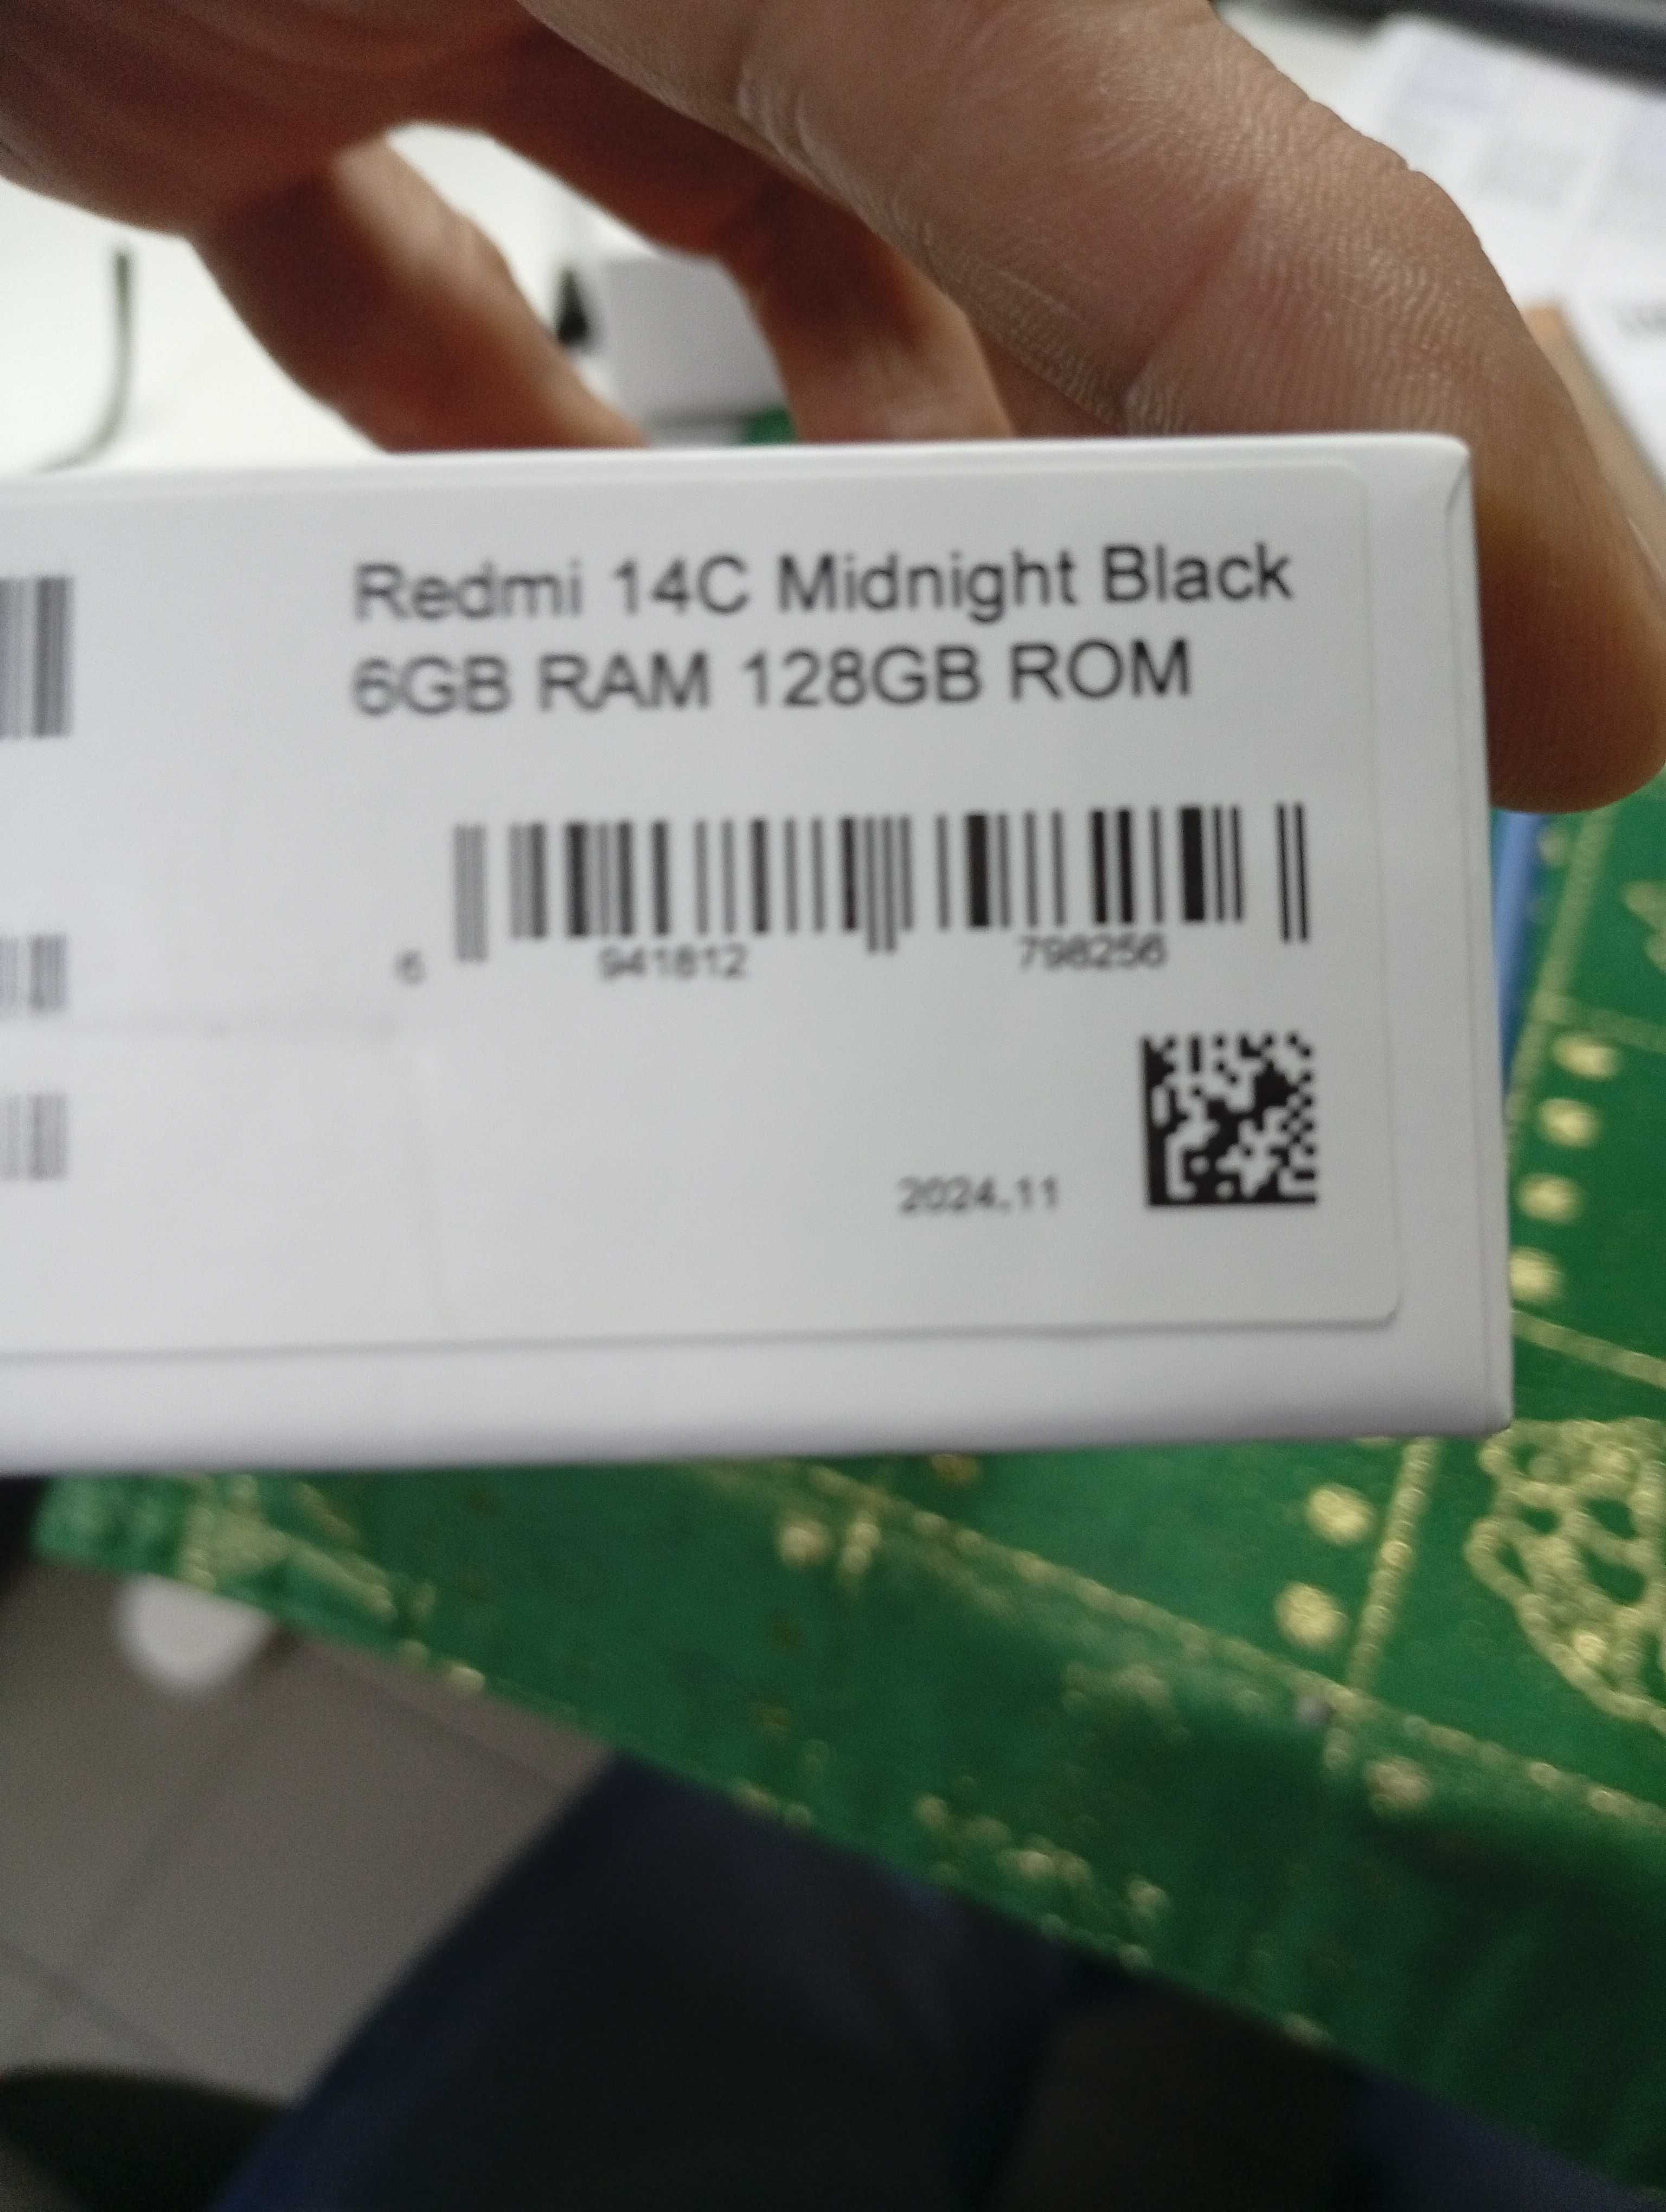 Redmi 14C Midnight Black
6GB RAM 128GB ROM
6 941812 798256
2024.11